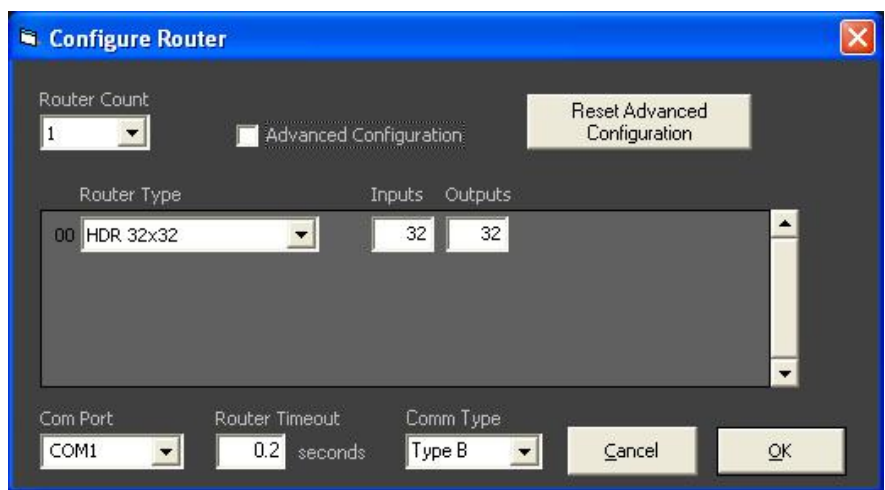 Configure Router
Router Count
1
Advanced Configuration
Reset Advanced
Configuration
Router Type Inputs Outputs
00 HDR 32x32 32 32
Com Port Router Timeout Comm Type
COM1 0.2 seconds Type B Cancel OK